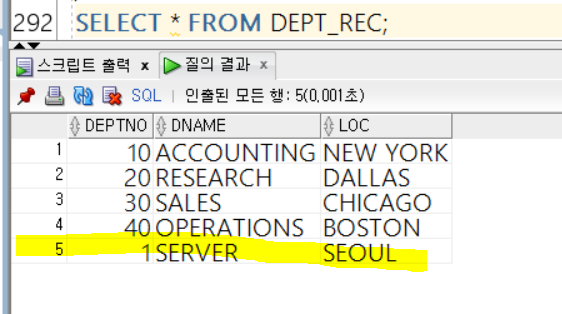 292 SELECT * FROM DEPT_REC;
스크립트 출력 x 질의 결과 x
SQL | 인출된 모든 행: 5(0,001초)
DEPTNO DNAME LOC
1 10 ACCOUNTING NEW YORK
2 20 RESEARCH DALLAS
3 30 SALES CHICAGO
4 40 OPERATIONS BOSTON
5 1 SERVER SEOUL